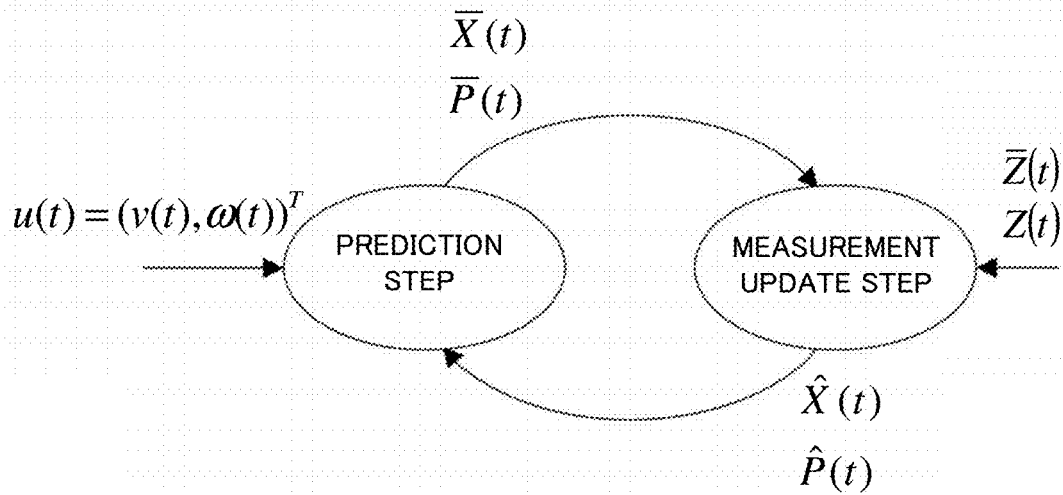 X̅(t)
P̅(t)
u(t) = (v(t), ω(t))ᵀ
PREDICTION
STEP
MEASUREMENT
UPDATE STEP
Z̅(t)
Z(t)
X̂(t)
P̂(t)